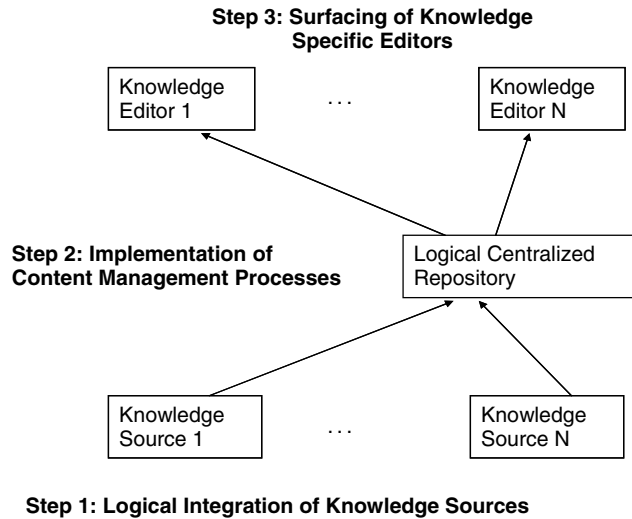 Step 3: Surfacing of Knowledge
Specific Editors
Knowledge
Editor 1
...
Knowledge
Editor N
Step 2: Implementation of
Content Management Processes
Logical Centralized
Repository
Knowledge
Source 1
...
Knowledge
Source N
Step 1: Logical Integration of Knowledge Sources